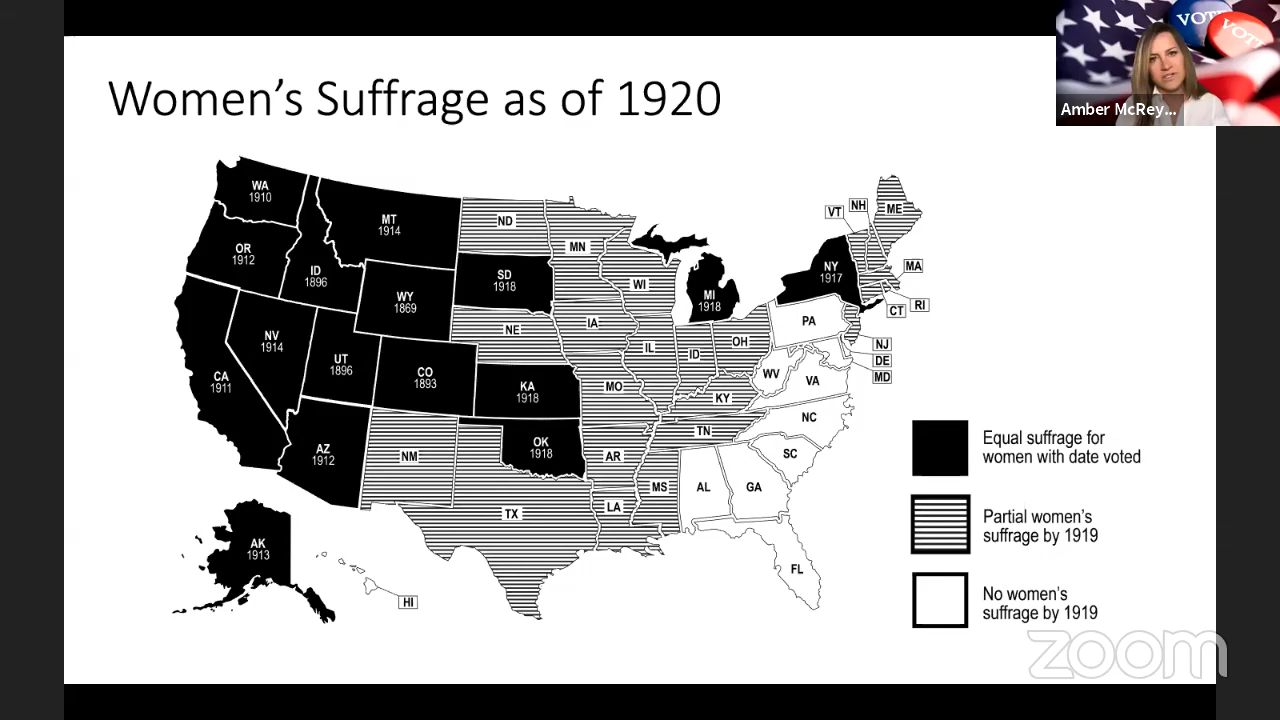 VOTE
VOTE
Amber McRey...
Women's Suffrage as of 1920
WA
1910
MT
1914
ND
MN
VT
NH
ME
OR
1912
ID
1896
WY
1869
SD
1918
WI
MI
1918
NY
1917
MA
RI
CT
NV
1914
NE
IA
PA
NJ
UT
1896
CO
1893
IL
ID
OH
DE
MD
CA
1911
KA
1918
MO
KY
WV
VA
AZ
1912
NM
OK
1918
AR
TN
NC
SC
TX
LA
MS
AL
GA
FL
AK
1913
HI
Equal suffrage for
women with date voted
Partial women's
suffrage by 1919
No women's
suffrage by 1919
zoom